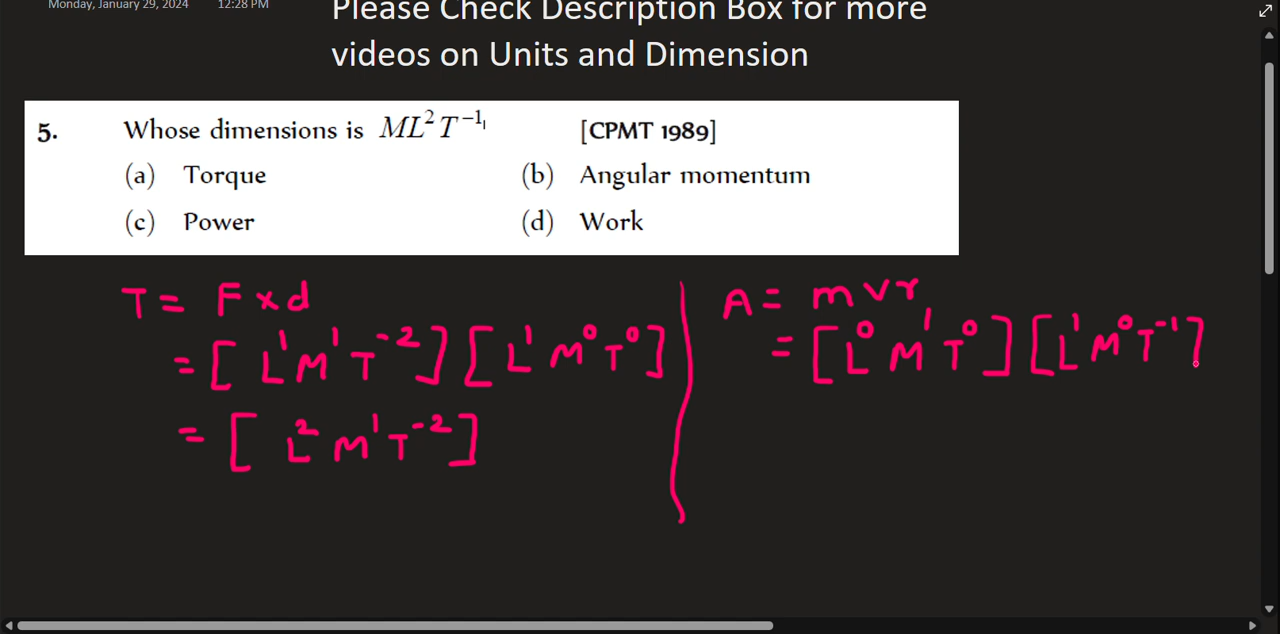 Monday, January 29, 2024 12:28 PM
Please Check Description Box for more
videos on Units and Dimension
5. Whose dimensions is ML²T⁻¹ [CPMT 1989]
(a) Torque (b) Angular momentum
(c) Power (d) Work
T = F × d
= [L¹M¹T⁻²][L¹M⁰T⁰]
= [L²M¹T⁻²]
A = mvr
= [L⁰M¹T⁰][L¹M⁰T⁻¹]